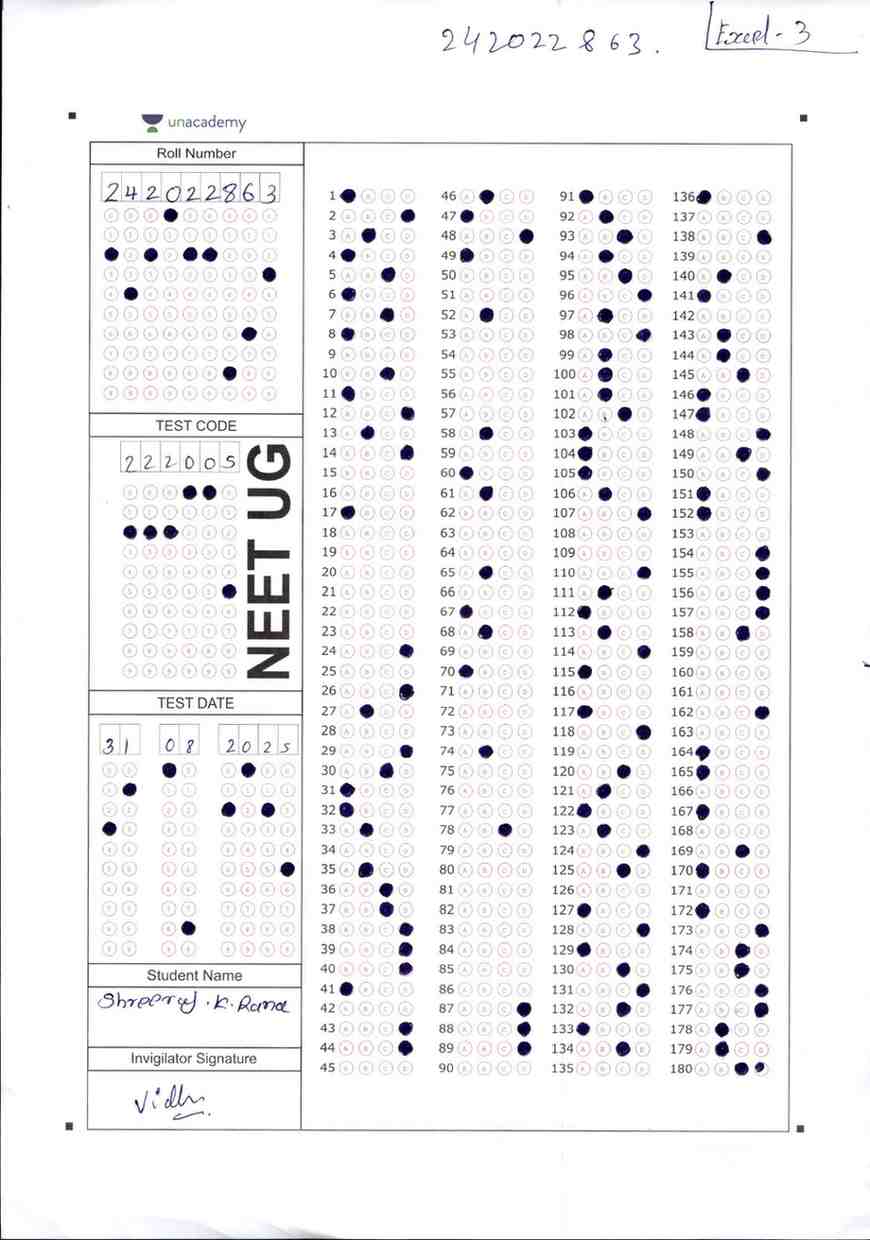 242022863.
Excel - 3
unacademy
Roll Number
242022863
TEST CODE
222005
NEET UG
TEST DATE
31 08 2025
Student Name
Shreeraj . K. Rana
Invigilator Signature
Vidhi
1 A B C D 46 A B C D 91 A B C D 136 A B C D
2 47 92 137
3 48 93 138
4 49 94 139
5 50 95 140
6 51 96 141
7 52 97 142
8 53 98 143
9 54 99 144
10 55 100 145
11 56 101 146
12 57 102 147
13 58 103 148
14 59 104 149
15 60 105 150
16 61 106 151
17 62 107 152
18 63 108 153
19 64 109 154
20 65 110 155
21 66 111 156
22 67 112 157
23 68 113 158
24 69 114 159
25 70 115 160
26 71 116 161
27 72 117 162
28 73 118 163
29 74 119 164
30 75 120 165
31 76 121 166
32 77 122 167
33 78 123 168
34 79 124 169
35 80 125 170
36 81 126 171
37 82 127 172
38 83 128 173
39 84 129 174
40 85 130 175
41 86 131 176
42 87 132 177
43 88 133 178
44 89 134 179
45 90 135 180